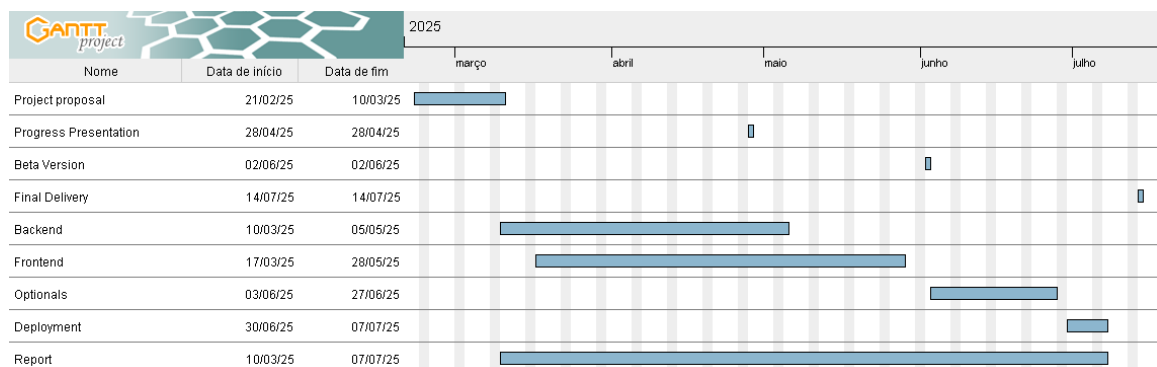 GANTT project
2025
março abril maio junho julho
Nome Data de início Data de fim
Project proposal 21/02/25 10/03/25
Progress Presentation 28/04/25 28/04/25
Beta Version 02/06/25 02/06/25
Final Delivery 14/07/25 14/07/25
Backend 10/03/25 05/05/25
Frontend 17/03/25 28/05/25
Optionals 03/06/25 27/06/25
Deployment 30/06/25 07/07/25
Report 10/03/25 07/07/25